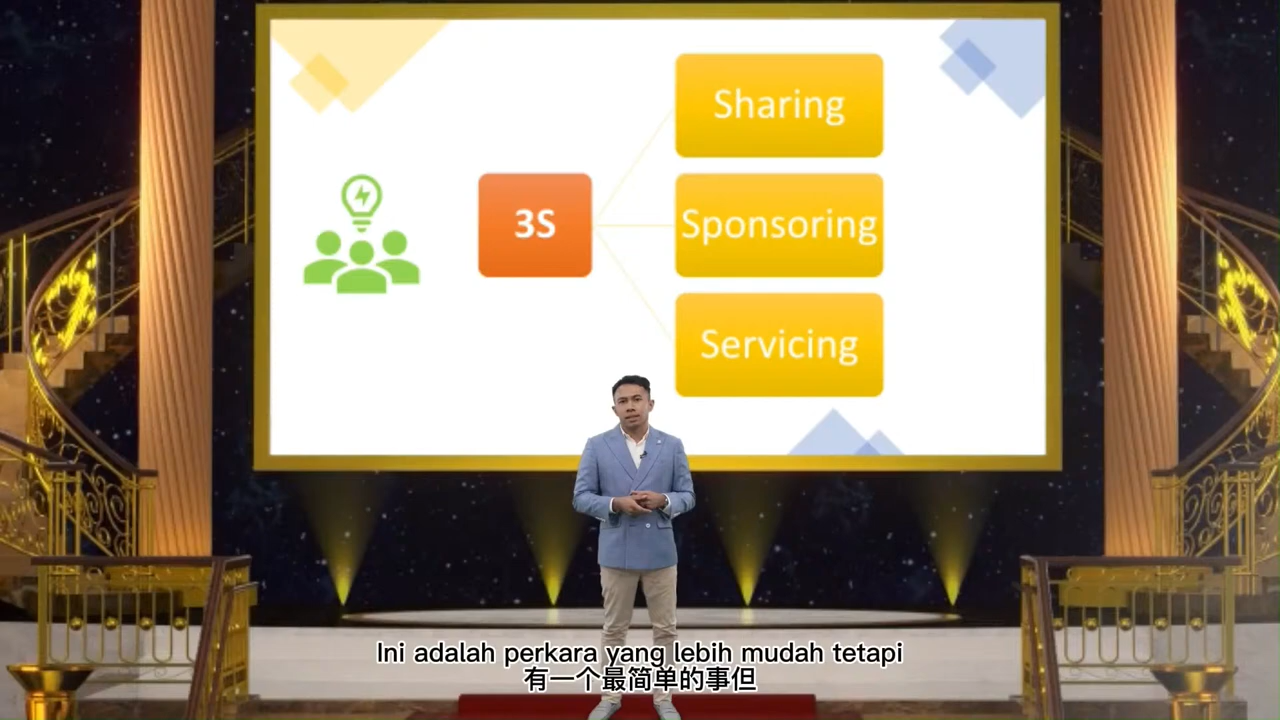 Sharing
3S
Sponsoring
Servicing
Ini adalah perkara yang lebih mudah tetapi
有一个最简单的事但